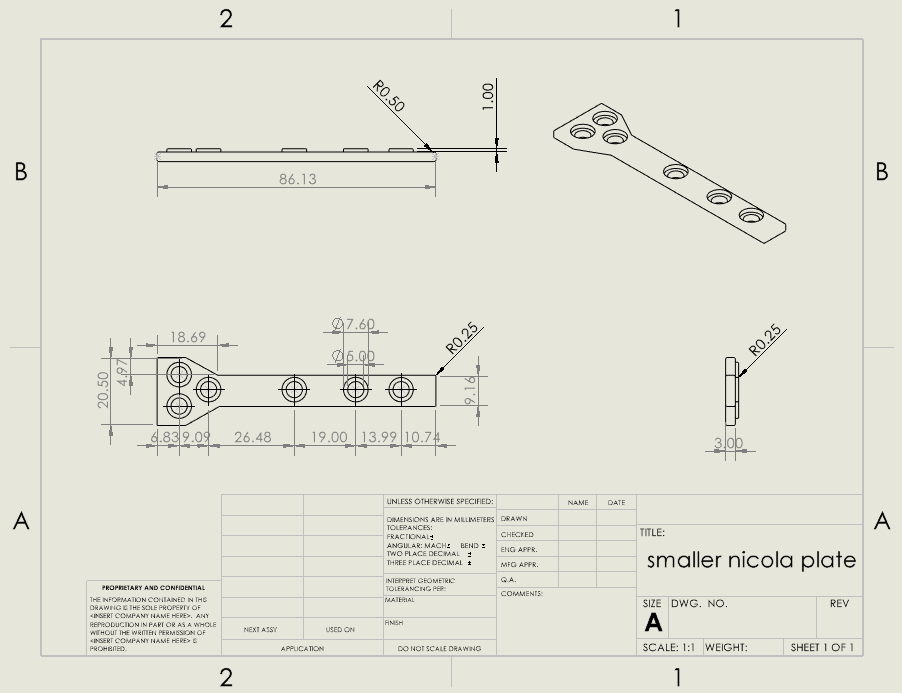 2
1
B
B
R0.50
1.00
86.13
18.69
Ø7.60
Ø5.00
R0.25
20.50
4.97
9.16
6.83
9.09
26.48
19.00
13.99
10.74
R0.25
3.00
A
A
UNLESS OTHERWISE SPECIFIED:
DIMENSIONS ARE IN MILLIMETERS
TOLERANCES:
FRACTIONAL±
ANGULAR: MACH± BEND ±
TWO PLACE DECIMAL ±
THREE PLACE DECIMAL ±
INTERPRET GEOMETRIC
TOLERANCING PER:
MATERIAL
FINISH
DO NOT SCALE DRAWING
NAME
DATE
DRAWN
CHECKED
ENG APPR.
MFG APPR.
Q.A.
COMMENTS:
TITLE:
smaller nicola plate
SIZE
A
DWG. NO.
REV
SCALE: 1:1
WEIGHT:
SHEET 1 OF 1
PROPRIETARY AND CONFIDENTIAL
THE INFORMATION CONTAINED IN THIS
DRAWING IS THE SOLE PROPERTY OF
<INSERT COMPANY NAME HERE>. ANY
REPRODUCTION IN PART OR AS A WHOLE
WITHOUT THE WRITTEN PERMISSION OF
<INSERT COMPANY NAME HERE> IS
PROHIBITED.
NEXT ASSY
USED ON
APPLICATION
2
1